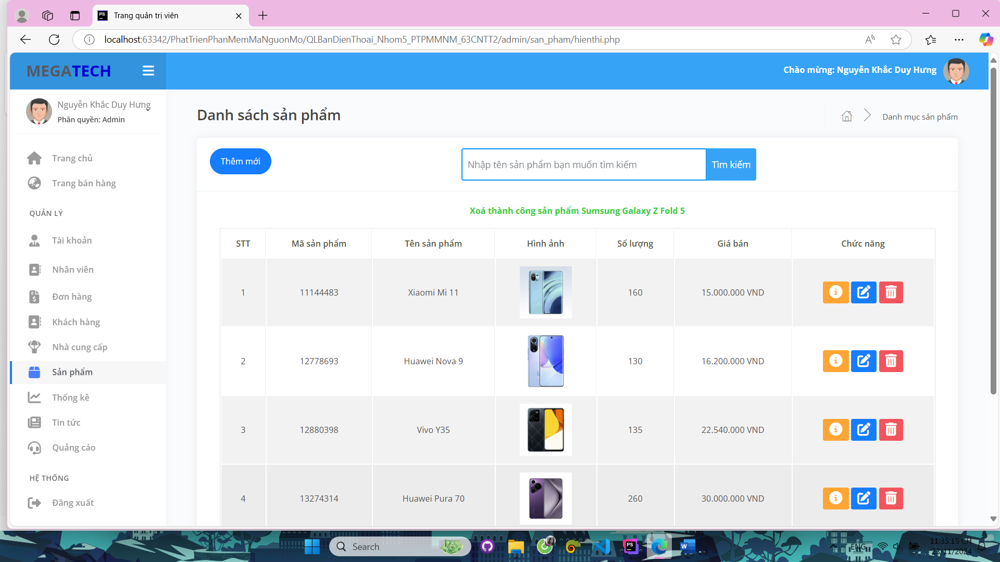 Trang quản trị viên
localhost:63342/PhatTrienPhanMemMaNguonMo/QLBanDienThoai_Nhom5_PTPMMNM_63CNTT2/admin/san_pham/hienthi.php
MEGATECH
Chào mừng: Nguyễn Khắc Duy Hưng
Nguyễn Khắc Duy Hưng
Phân quyền: Admin
Trang chủ
Trang bán hàng
QUẢN LÝ
Tài khoản
Nhân viên
Đơn hàng
Khách hàng
Nhà cung cấp
Sản phẩm
Thống kê
Tin tức
Quảng cáo
HỆ THỐNG
Đăng xuất
Danh sách sản phẩm
Danh mục sản phẩm
Thêm mới
Nhập tên sản phẩm bạn muốn tìm kiếm
Tìm kiếm
Xoá thành công sản phẩm Sumsung Galaxy Z Fold 5
STT Mã sản phẩm Tên sản phẩm Hình ảnh Số lượng Giá bán Chức năng
1 11144483 Xiaomi Mi 11 160 15.000.000 VND
2 12778693 Huawei Nova 9 130 16.200.000 VND
3 12880398 Vivo Y35 135 22.540.000 VND
4 13274314 Huawei Pura 70 260 30.000.000 VND
Search
ENG
11:35:15 CH
23/11/2024